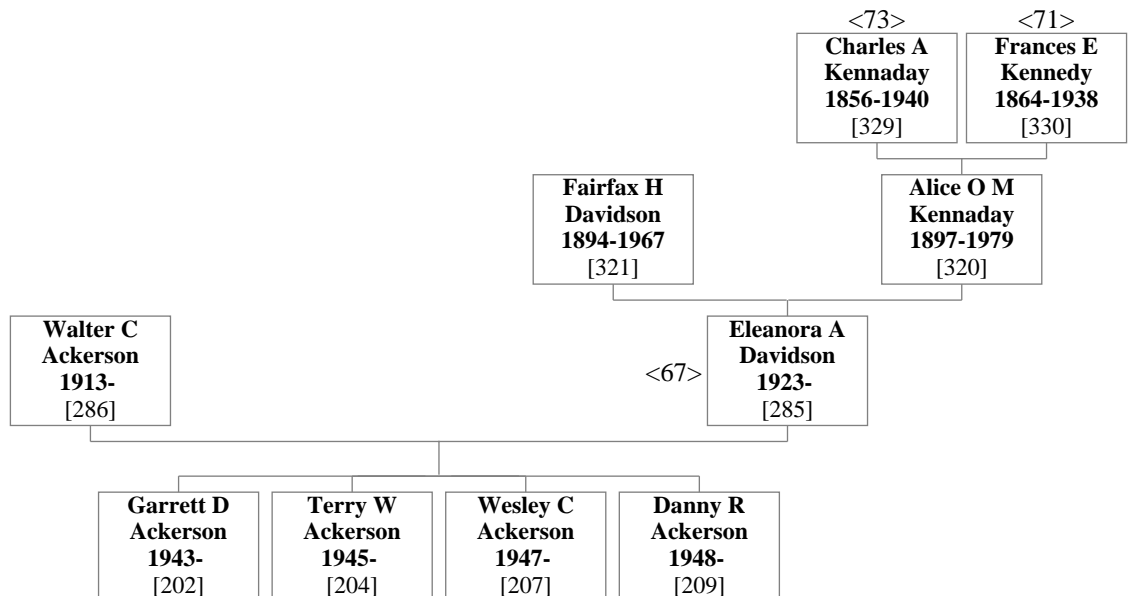 <73>
<71>
Charles A
Kennaday
1856-1940
[329]
Frances E
Kennedy
1864-1938
[330]
Fairfax H
Davidson
1894-1967
[321]
Alice O M
Kennaday
1897-1979
[320]
Walter C
Ackerson
1913-
[286]
<67>
Eleanora A
Davidson
1923-
[285]
Garrett D
Ackerson
1943-
[202]
Terry W
Ackerson
1945-
[204]
Wesley C
Ackerson
1947-
[207]
Danny R
Ackerson
1948-
[209]